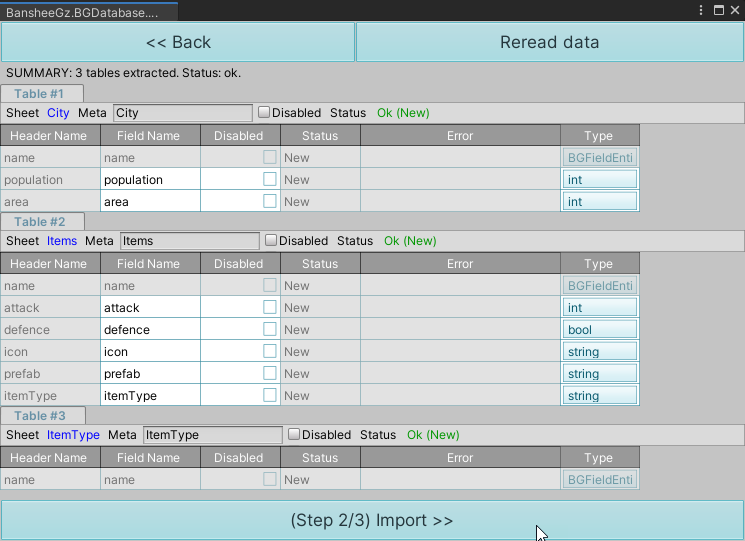 BansheeGz.BGDatabase....
<< Back Reread data
SUMMARY: 3 tables extracted. Status: ok.
Table #1
Sheet City Meta City Disabled Status Ok (New)
Header Name Field Name Disabled Status Error Type
name name New BGFieldEnti
population population New int
area area New int
Table #2
Sheet Items Meta Items Disabled Status Ok (New)
Header Name Field Name Disabled Status Error Type
name name New BGFieldEnti
attack attack New int
defence defence New bool
icon icon New string
prefab prefab New string
itemType itemType New string
Table #3
Sheet ItemType Meta ItemType Disabled Status Ok (New)
Header Name Field Name Disabled Status Error Type
name name New BGFieldEnti
(Step 2/3) Import >>